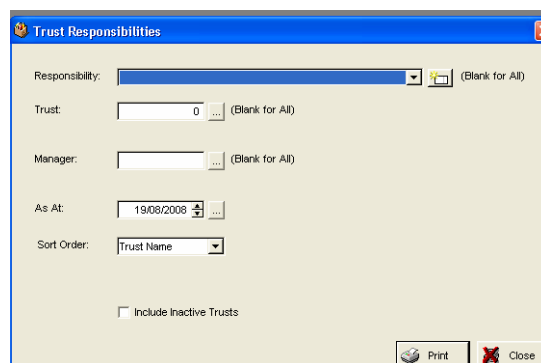 Trust Responsibilities
Responsibility: (Blank for All)
Trust: 0 ... (Blank for All)
Manager: ... (Blank for All)
As At: 19/08/2008 ...
Sort Order: Trust Name
Include Inactive Trusts
Print Close